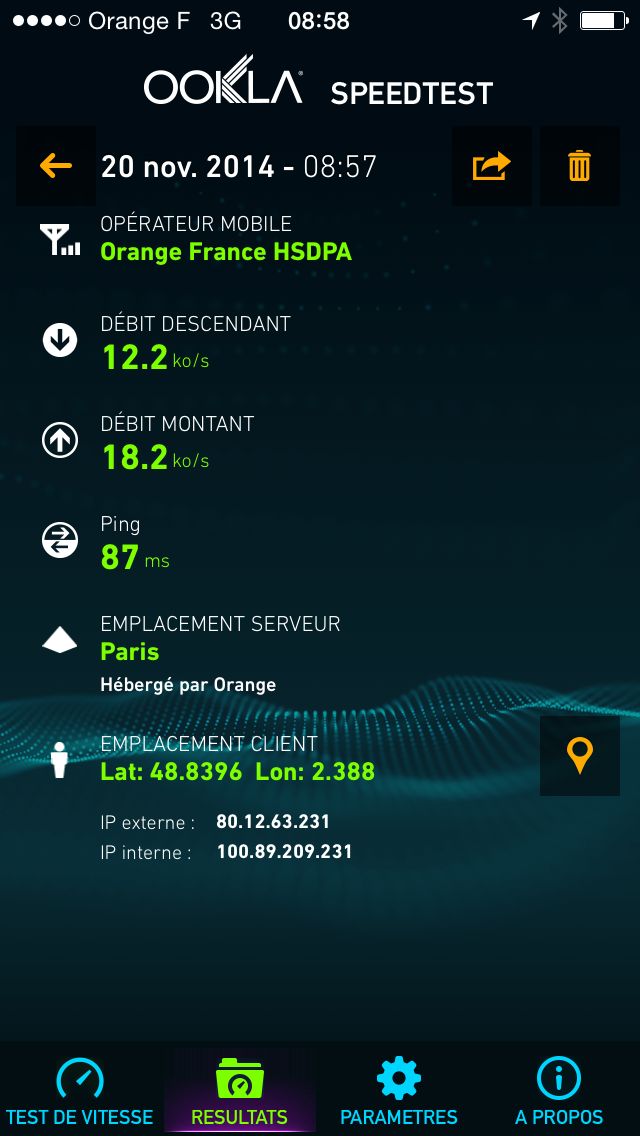 Orange F 3G 08:58
OOKLA® SPEEDTEST
20 nov. 2014 - 08:57
OPÉRATEUR MOBILE
Orange France HSDPA
DÉBIT DESCENDANT
12.2 ko/s
DÉBIT MONTANT
18.2 ko/s
Ping
87 ms
EMPLACEMENT SERVEUR
Paris
Hébergé par Orange
EMPLACEMENT CLIENT
Lat: 48.8396 Lon: 2.388
IP externe : 80.12.63.231
IP interne : 100.89.209.231
TEST DE VITESSE RESULTATS PARAMETRES A PROPOS